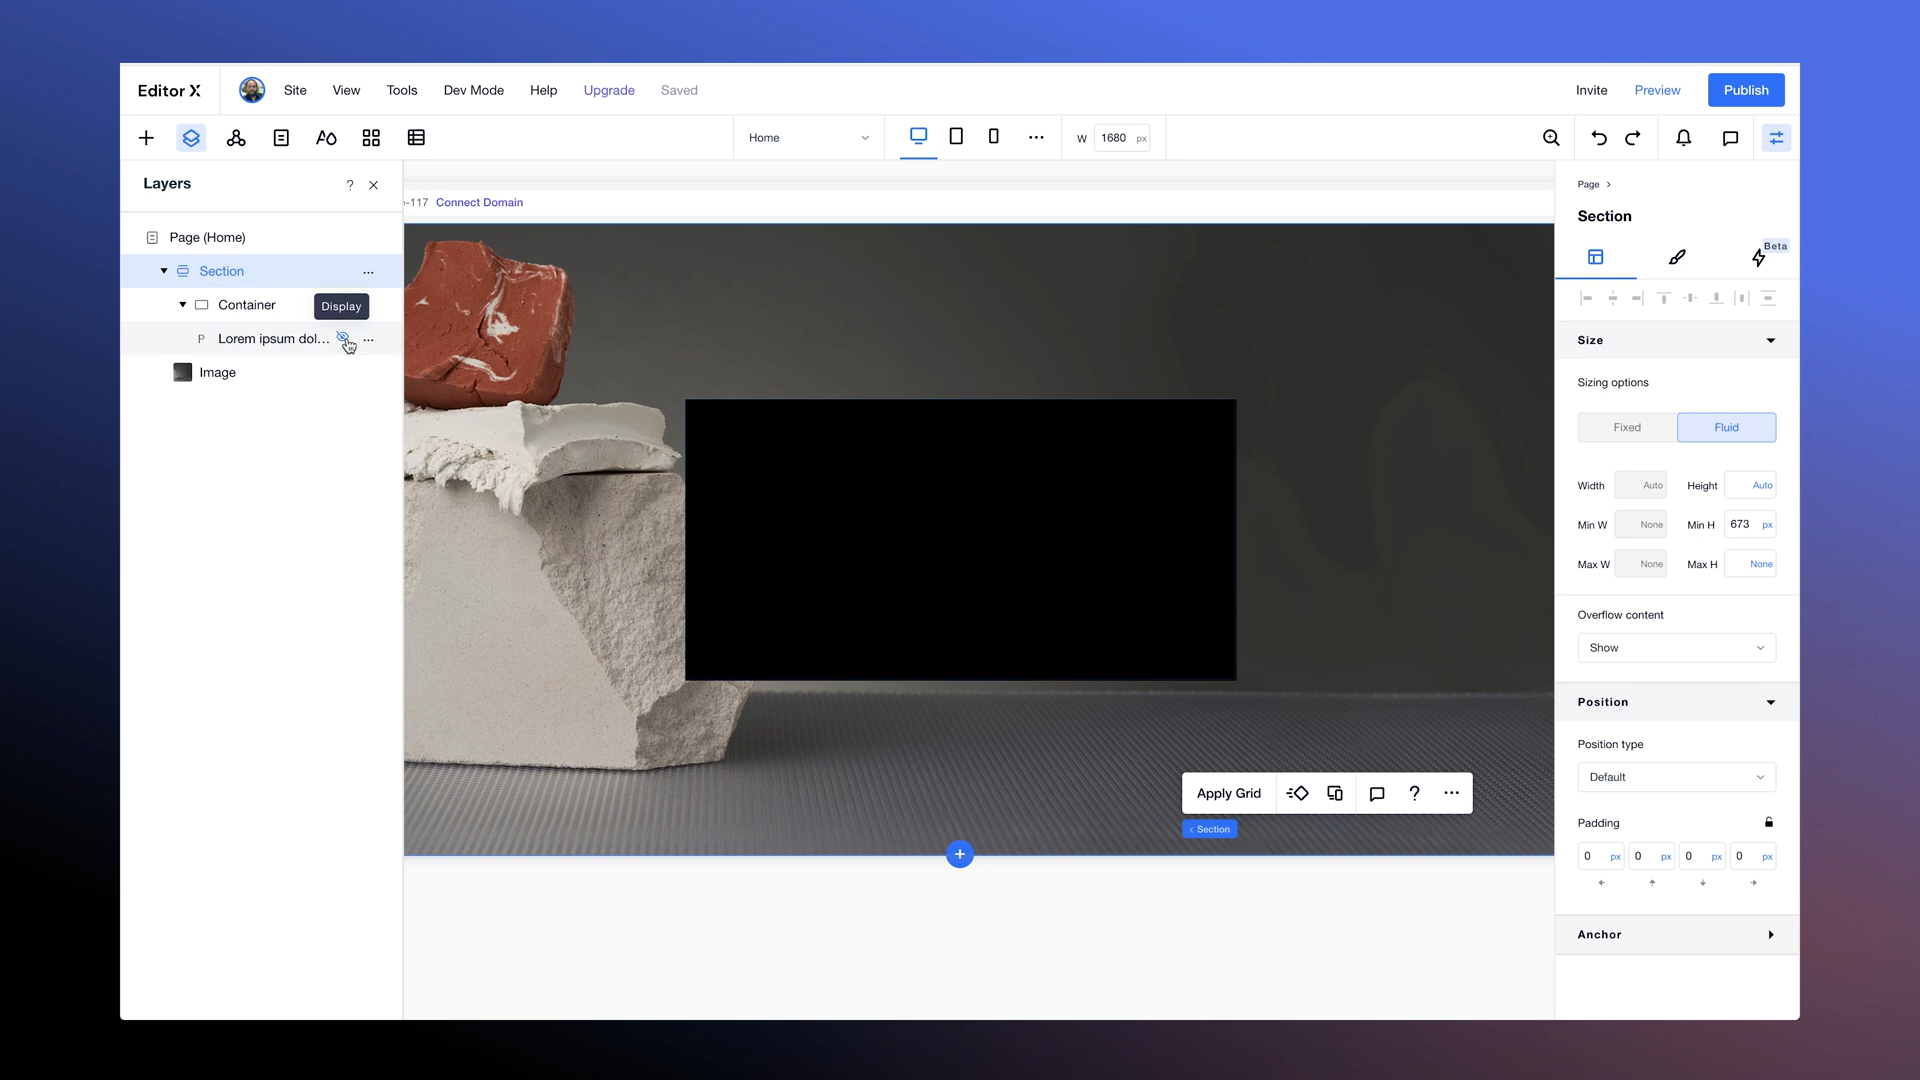 Editor X
Site
View
Tools
Dev Mode
Help
Upgrade
Saved
Invite
Preview
Publish
Home
W
1680 px
Layers
?
Page (Home)
Section
Container
Display
P
Lorem ipsum dol...
Image
-117 Connect Domain
Apply Grid
?
< Section
Page >
Section
Beta
Size
Sizing options
Fixed
Fluid
Width Auto
Height Auto
Min W None
Min H 673 px
Max W None
Max H None
Overflow content
Show
Position
Position type
Default
Padding
0 px 0 px 0 px 0 px
Anchor